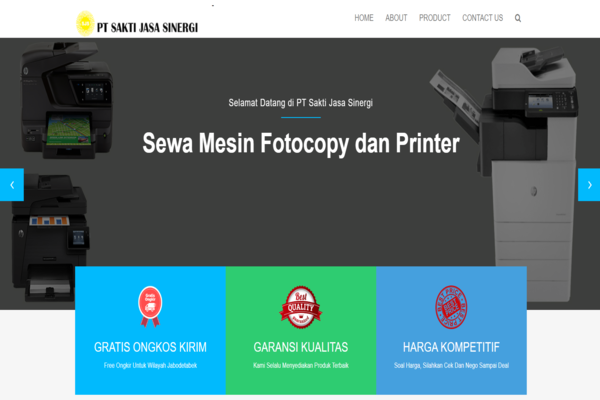 PT SAKTI JASA SINERGI
HOME ABOUT PRODUCT CONTACT US
Selamat Datang di PT Sakti Jasa Sinergi
Sewa Mesin Fotocopy dan Printer
Best QUALITY
BEST PRICE
GRATIS ONGKOS KIRIM
GARANSI KUALITAS
HARGA KOMPETITIF
Free Ongkir Untuk Wilayah Jabodetabek
Kami Selalu Menyediakan Produk Terbaik
Soal Harga, Silahkan Cek Dan Nego Sampai Deal